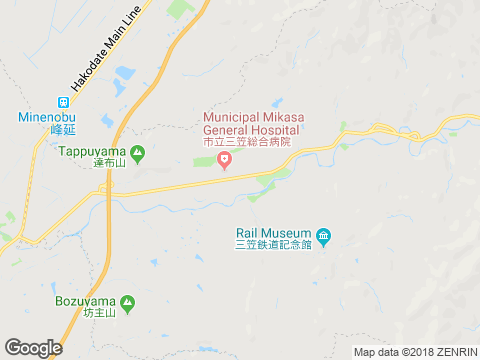 Hakodate Main Line
Minenobu
峰延
Municipal Mikasa
General Hospital
市立三笠総合病院
Tappuyama
達布山
Rail Museum
三笠鉄道記念館
Bozuyama
坊主山
Google
Map data ©2018 ZENRIN